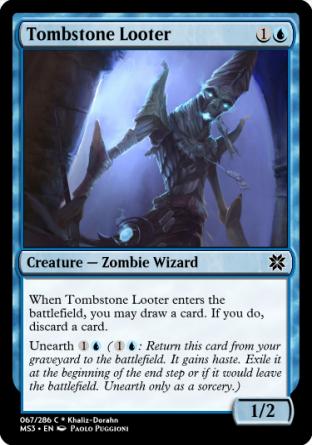 Tombstone Looter 1U
Creature — Zombie Wizard
When Tombstone Looter enters the
battlefield, you may draw a card. If you do,
discard a card.
Unearth 1U (1U: Return this card from your
graveyard to the battlefield. It gains haste. Exile it
at the beginning of the end step or if it would leave
the battlefield. Unearth only as a sorcery.)
1/2
067/286 C * Khaliz-Dorahn
MS3 • EN Paolo Puggioni